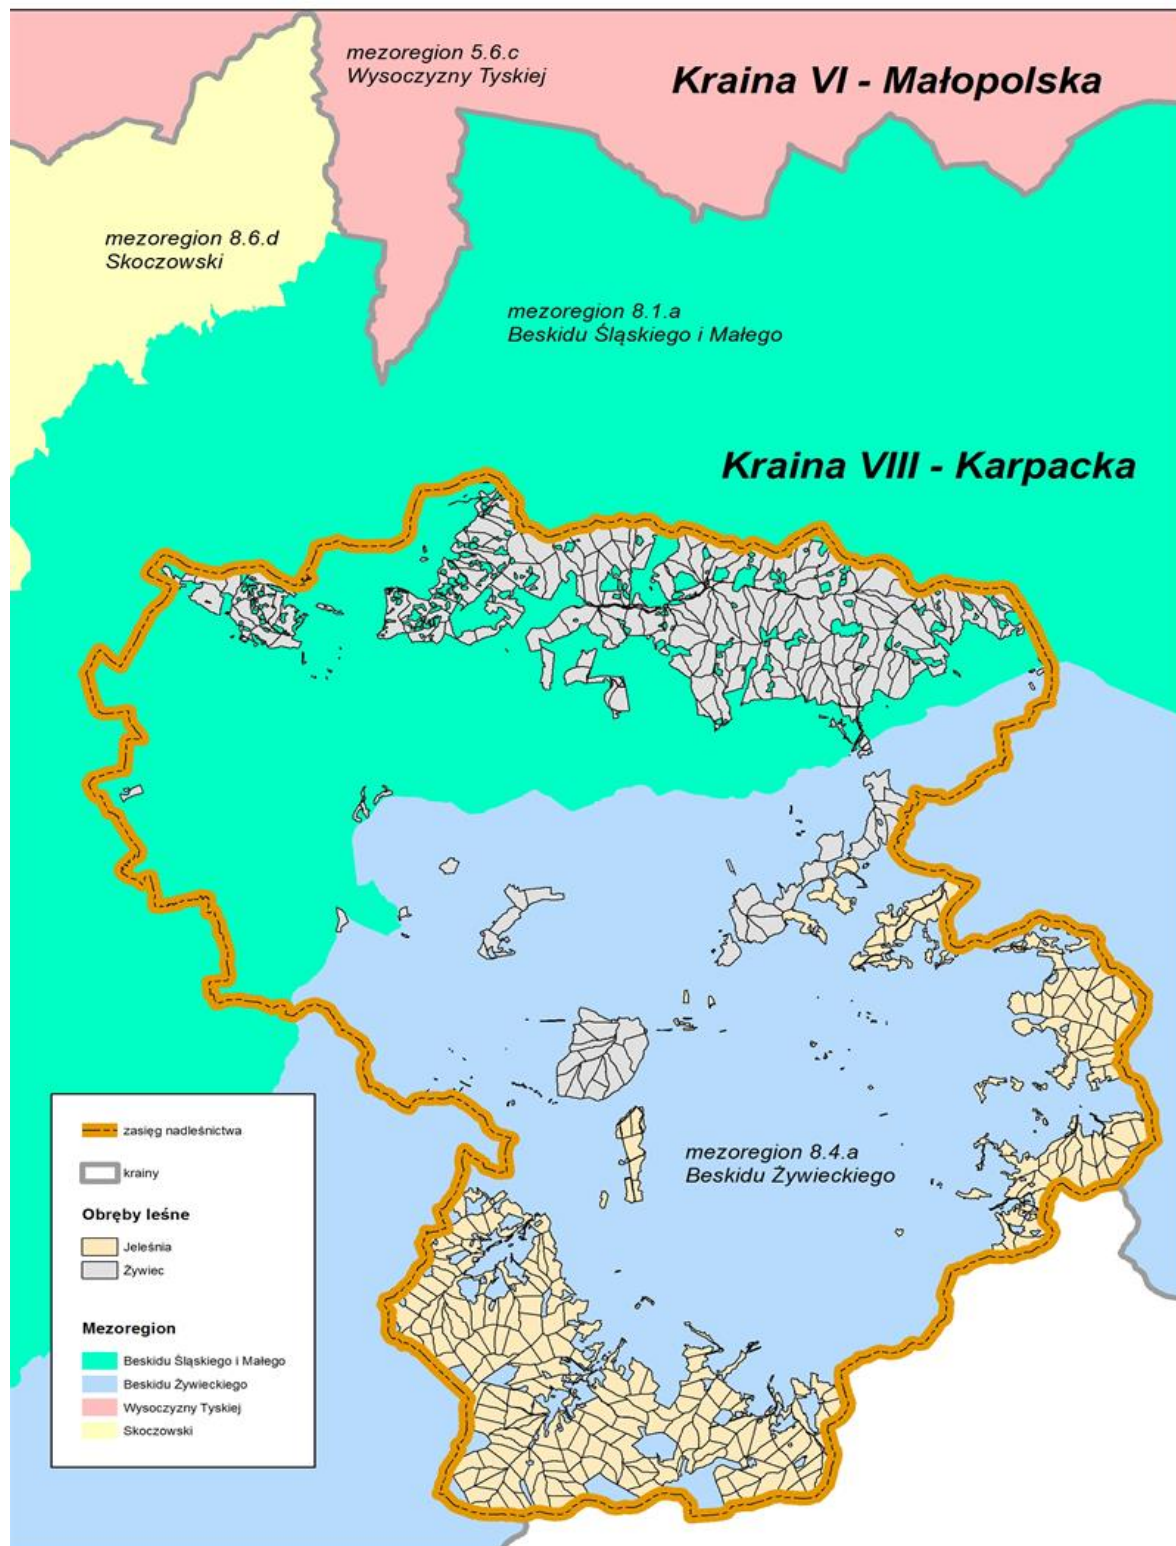 mezoregion 5.6.c
Wysoczyzny Tyskiej
Kraina VI - Małopolska
mezoregion 8.6.d
Skoczowski
mezoregion 8.1.a
Beskidu Śląskiego i Małego
Kraina VIII - Karpacka
mezoregion 8.4.a
Beskidu Żywieckiego
zasięg nadleśnictwa
krainy
Obręby leśne
Jeleśnia
Żywiec
Mezoregion
Beskidu Śląskiego i Małego
Beskidu Żywieckiego
Wysoczyzny Tyskiej
Skoczowski